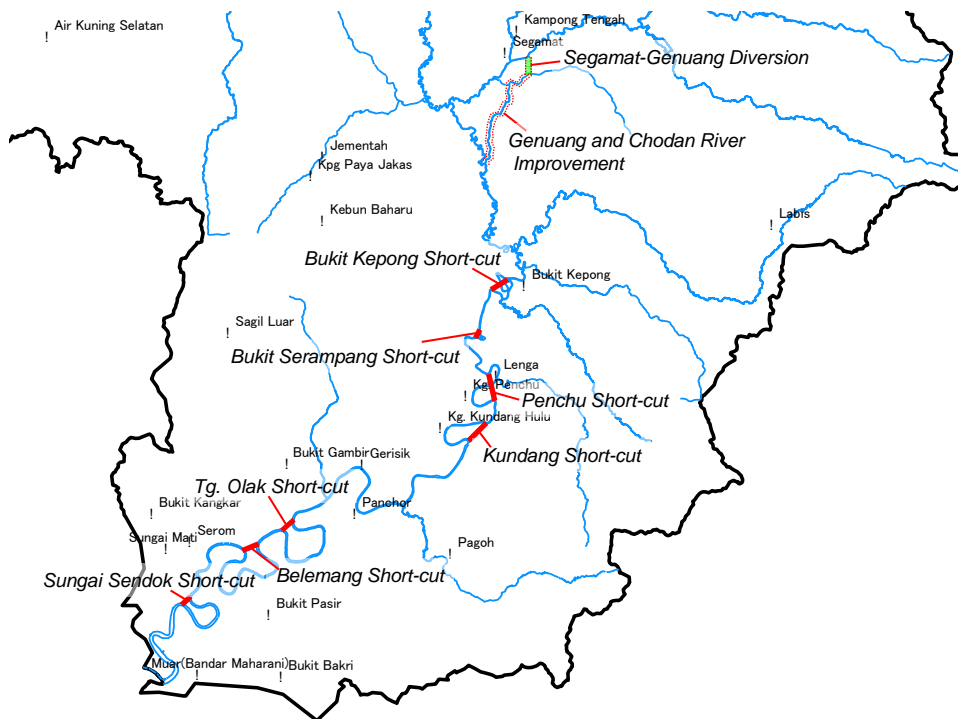 Kampong Tengah
Air Kuning Selatan
Segamat
Segamat-Genuang Diversion
Genuang and Chodan River
Improvement
Jementah
Kpg Paya Jakas
Kebun Baharu
Labis
Bukit Kepong Short-cut
Bukit Kepong
Sagil Luar
Bukit Serampang Short-cut
Lenga
Kg. Penchu
Penchu Short-cut
Kg. Kundang Hulu
Kundang Short-cut
Bukit Gambir
Gerisik
Tg. Olak Short-cut
Bukit Kangkar
Panchor
Serom
Sungai Mati
Pagoh
Sungai Sendok Short-cut
Belemang Short-cut
Bukit Pasir
Muar(Bandar Maharani)
Bukit Bakri